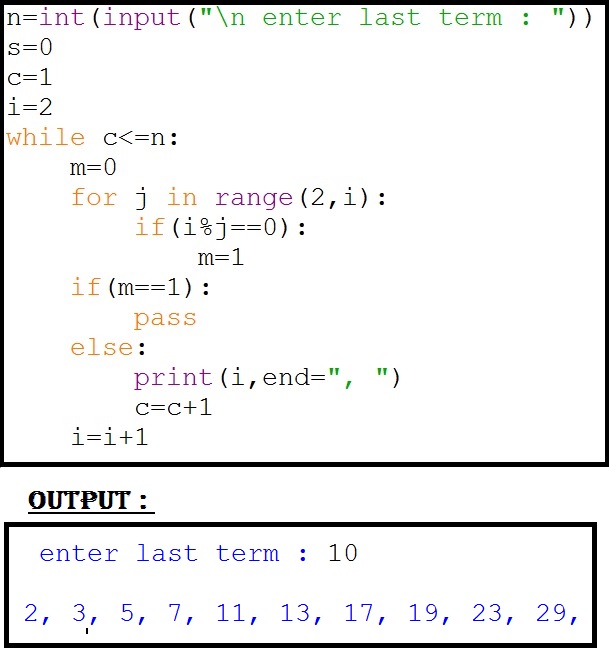 n=int(input("\n enter last term : "))
s=0
c=1
i=2
while c<=n:
    m=0
    for j in range(2,i):
        if(i%j==0):
            m=1
    if(m==1):
        pass
    else:
        print(i,end=", ")
        c=c+1
    i=i+1
OUTPUT :
enter last term : 10
2, 3, 5, 7, 11, 13, 17, 19, 23, 29,